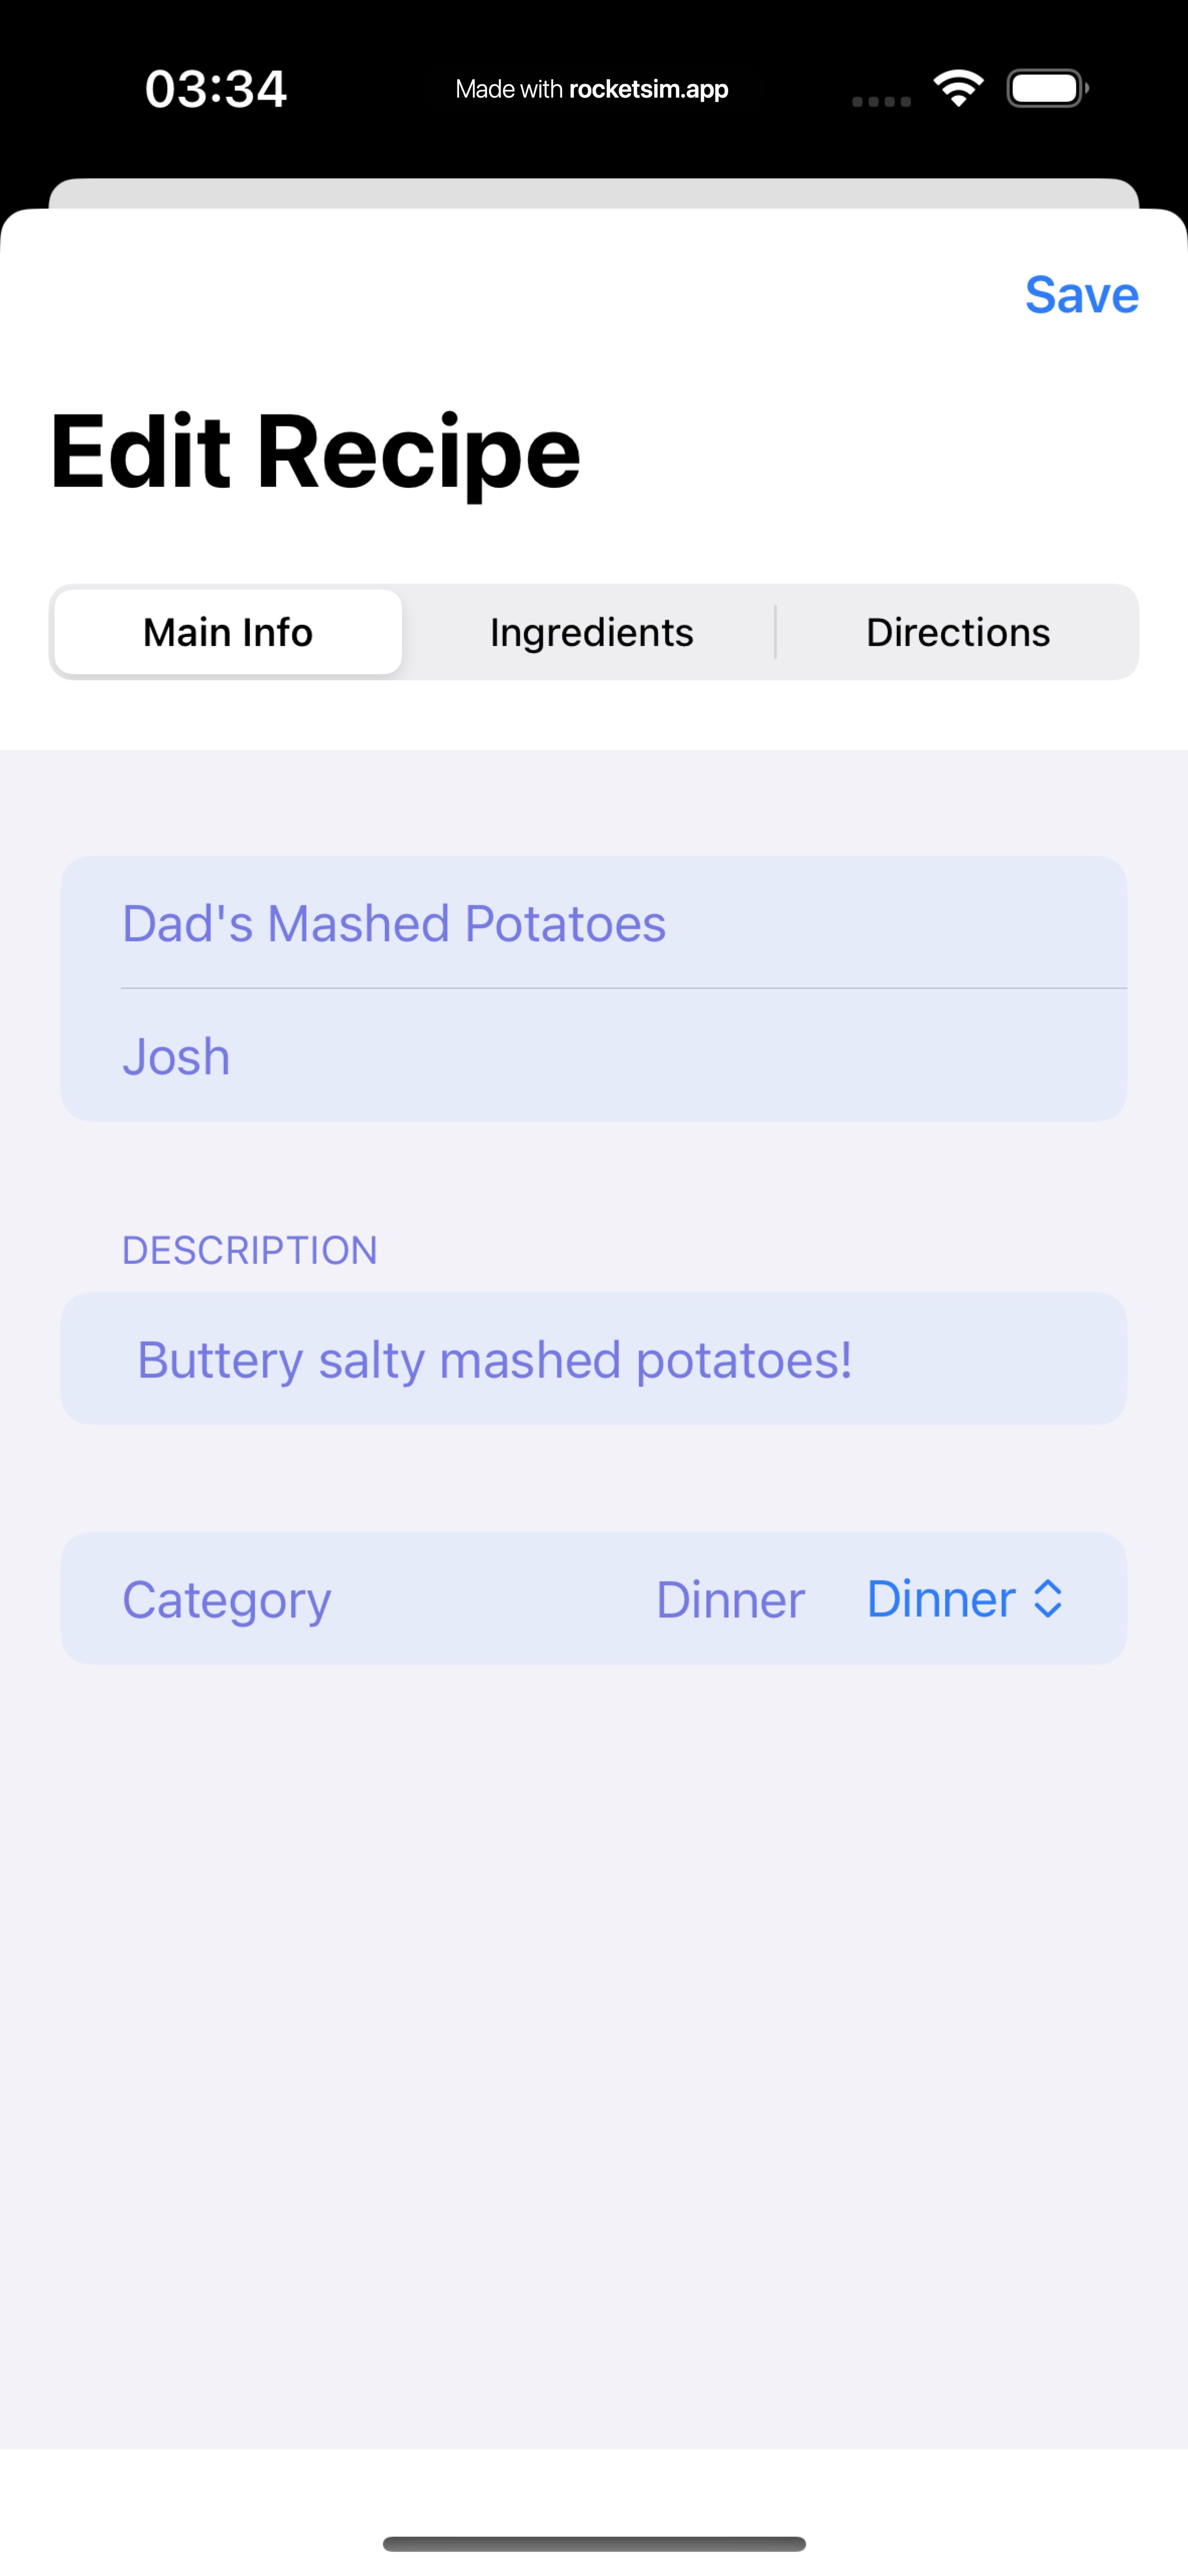 03:34
Made with rocketsim.app
Save
Edit Recipe
Main Info Ingredients Directions
Dad's Mashed Potatoes
Josh
DESCRIPTION
Buttery salty mashed potatoes!
Category Dinner Dinner